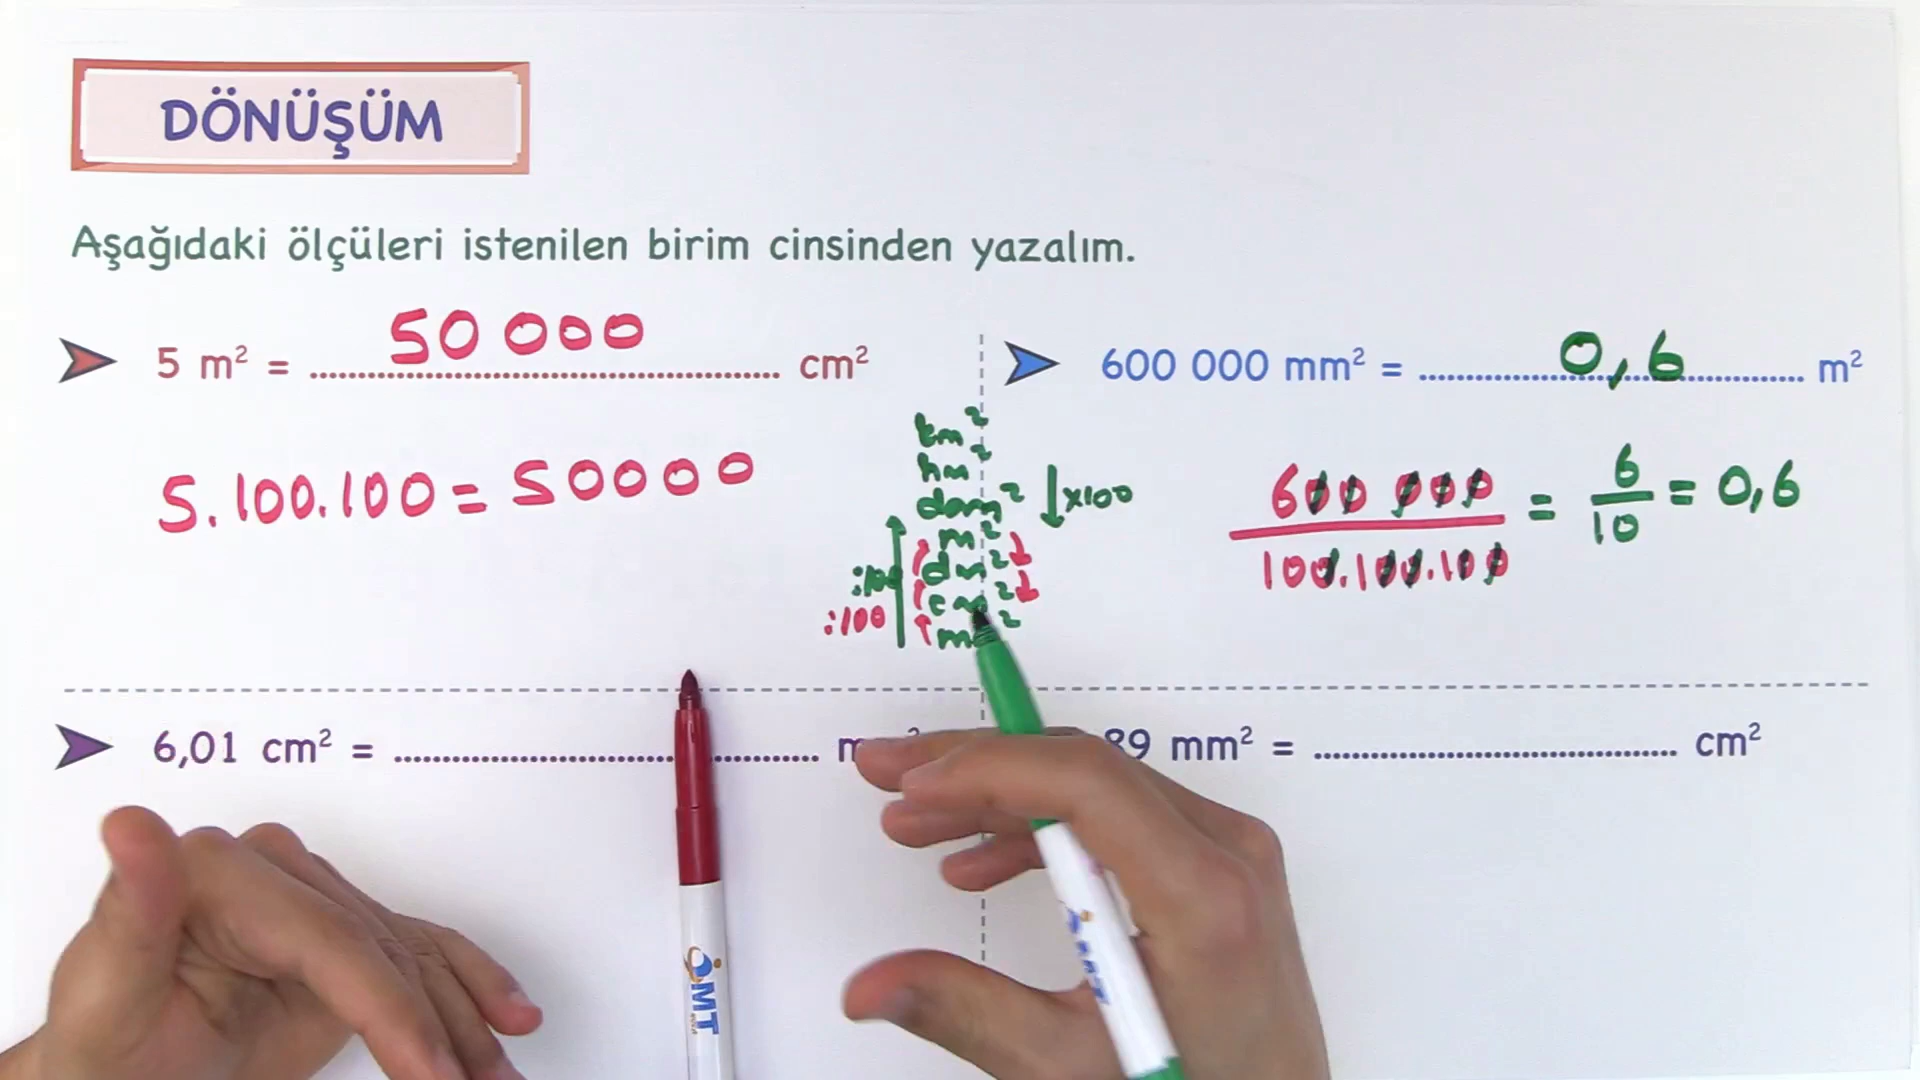 DÖNÜŞÜM
Aşağıdaki ölçüleri istenilen birim cinsinden yazalım.
5 m² = 50 000 cm²
5.100.100 = 50000
km²
hm²
dam²
m²
dm²
cm²
x100
:100
:100
600 000 mm² = 0,6 m²
600 000 / 100.100.100 = 6/10 = 0,6
6,01 cm² =
89 mm² = cm²
MT